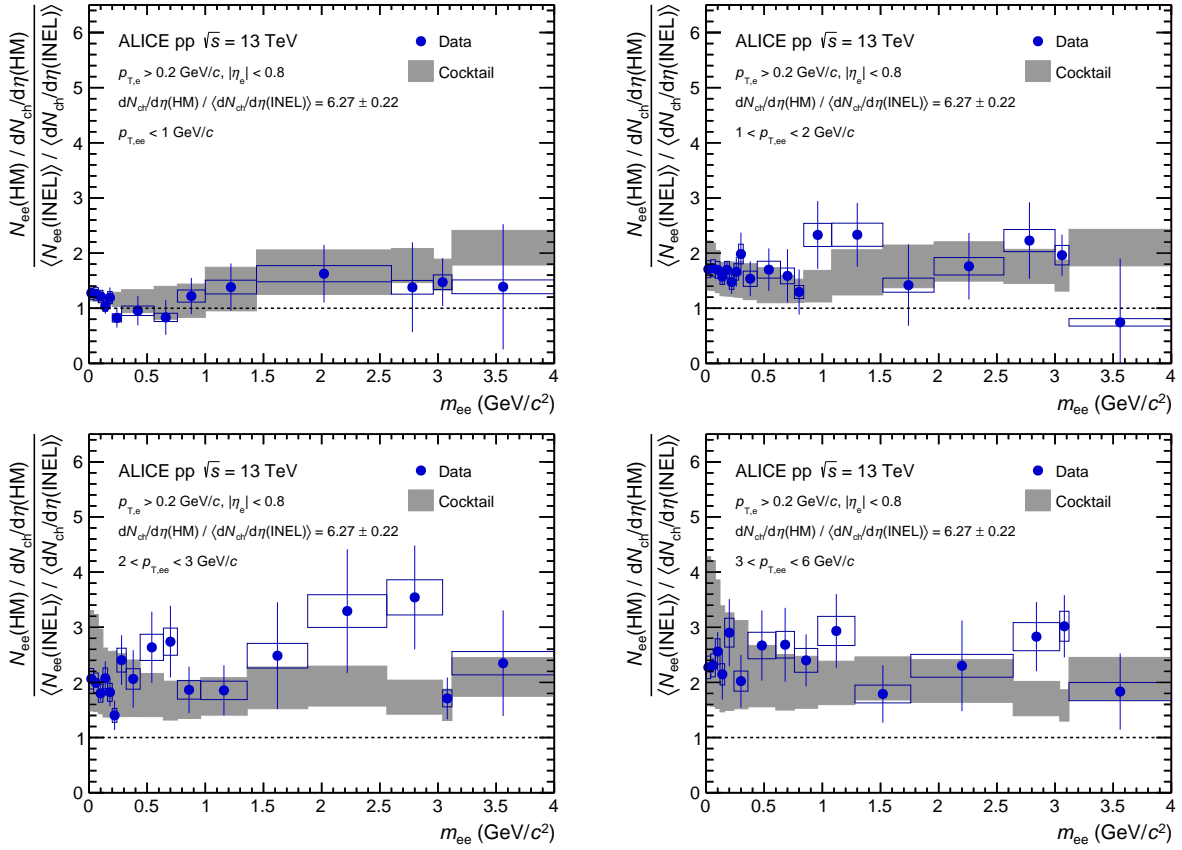 N_ee(HM) / dN_ch/dη(HM)
⟨N_ee(INEL)⟩ / ⟨dN_ch/dη(INEL)⟩
ALICE pp √s = 13 TeV
p_T,e > 0.2 GeV/c, |η_e| < 0.8
dN_ch/dη(HM) / ⟨dN_ch/dη(INEL)⟩ = 6.27 ± 0.22
p_T,ee < 1 GeV/c
Data
Cocktail
6
5
4
3
2
1
0
0 0.5 1 1.5 2 2.5 3 3.5 4
m_ee (GeV/c²)
N_ee(HM) / dN_ch/dη(HM)
⟨N_ee(INEL)⟩ / ⟨dN_ch/dη(INEL)⟩
ALICE pp √s = 13 TeV
p_T,e > 0.2 GeV/c, |η_e| < 0.8
dN_ch/dη(HM) / ⟨dN_ch/dη(INEL)⟩ = 6.27 ± 0.22
1 < p_T,ee < 2 GeV/c
Data
Cocktail
6
5
4
3
2
1
0
0 0.5 1 1.5 2 2.5 3 3.5 4
m_ee (GeV/c²)
N_ee(HM) / dN_ch/dη(HM)
⟨N_ee(INEL)⟩ / ⟨dN_ch/dη(INEL)⟩
ALICE pp √s = 13 TeV
p_T,e > 0.2 GeV/c, |η_e| < 0.8
dN_ch/dη(HM) / ⟨dN_ch/dη(INEL)⟩ = 6.27 ± 0.22
2 < p_T,ee < 3 GeV/c
Data
Cocktail
6
5
4
3
2
1
0
0 0.5 1 1.5 2 2.5 3 3.5 4
m_ee (GeV/c²)
N_ee(HM) / dN_ch/dη(HM)
⟨N_ee(INEL)⟩ / ⟨dN_ch/dη(INEL)⟩
ALICE pp √s = 13 TeV
p_T,e > 0.2 GeV/c, |η_e| < 0.8
dN_ch/dη(HM) / ⟨dN_ch/dη(INEL)⟩ = 6.27 ± 0.22
3 < p_T,ee < 6 GeV/c
Data
Cocktail
6
5
4
3
2
1
0
0 0.5 1 1.5 2 2.5 3 3.5 4
m_ee (GeV/c²)